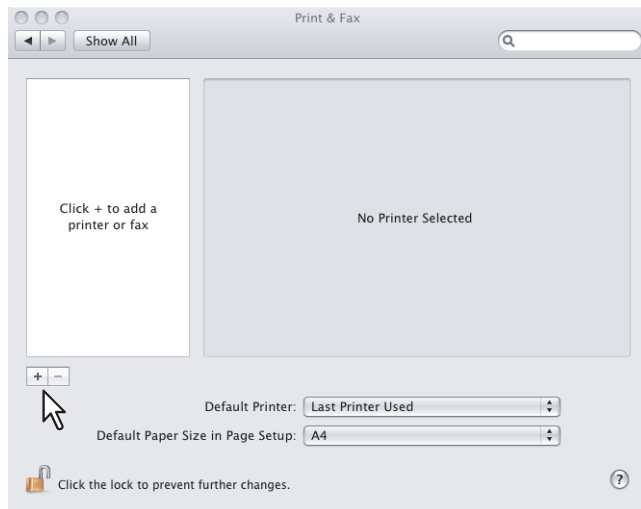 Print & Fax
Show All
Click + to add a
printer or fax
No Printer Selected
+ −
Default Printer: Last Printer Used
Default Paper Size in Page Setup: A4
Click the lock to prevent further changes.
?